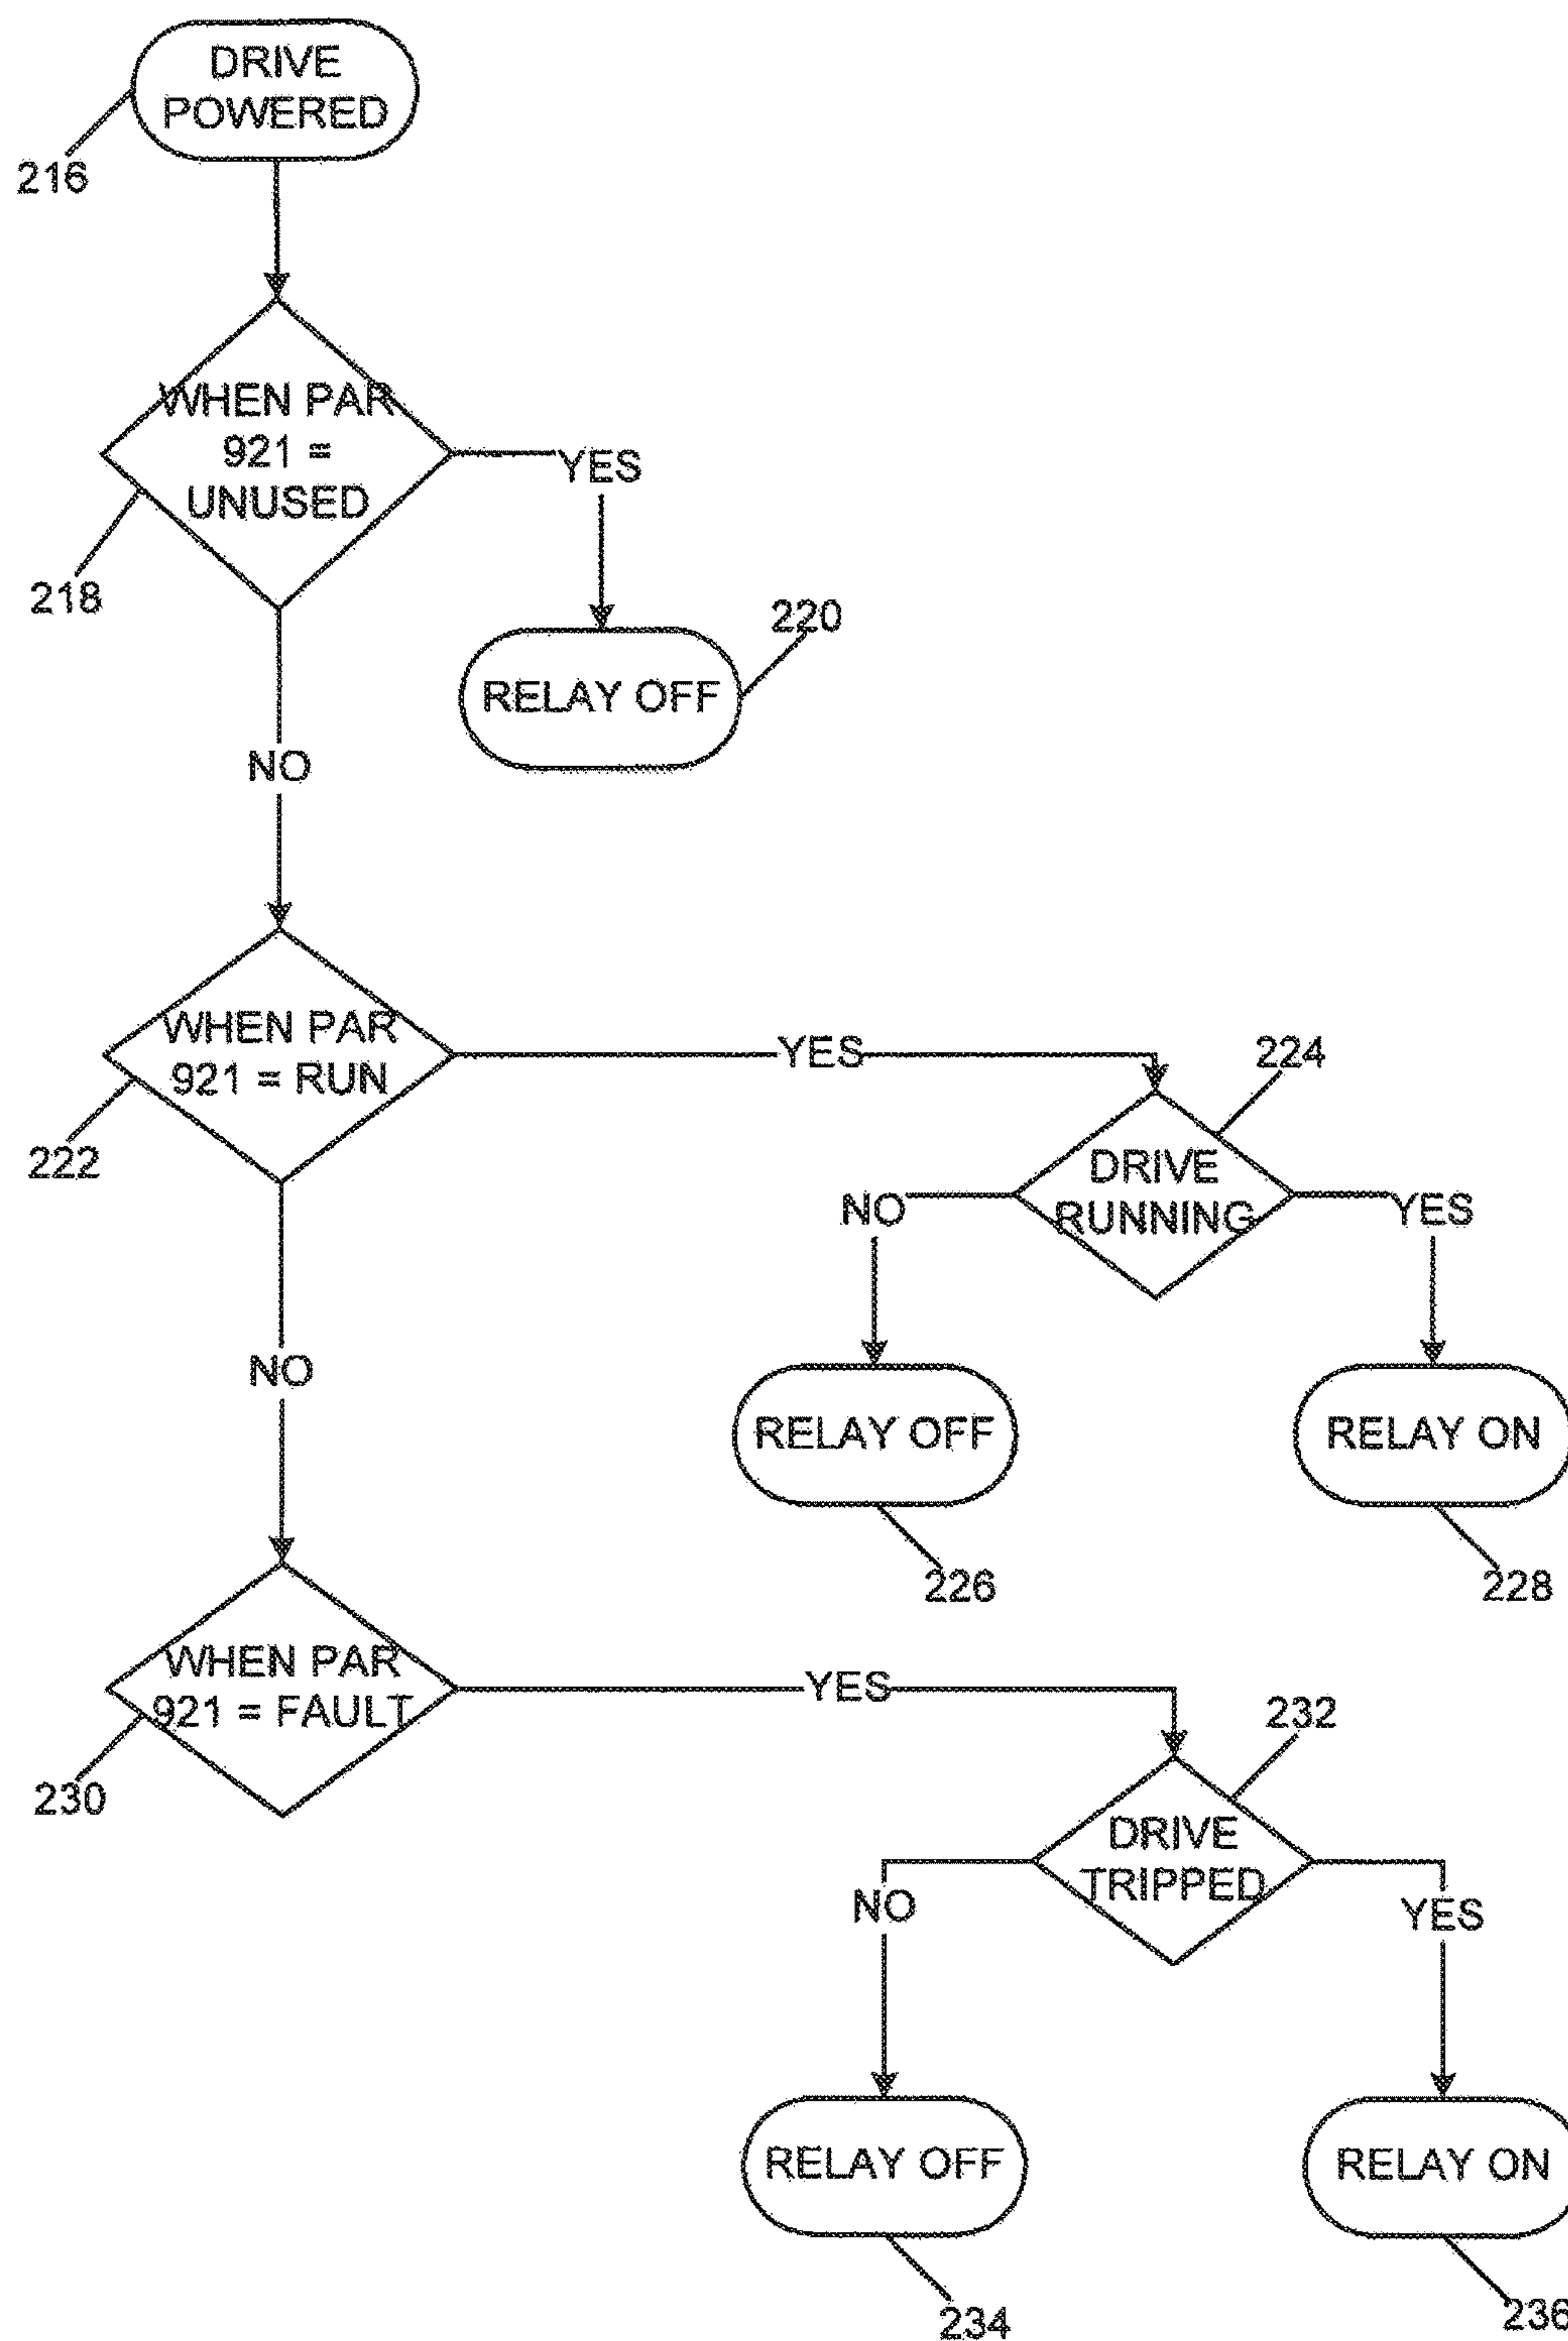 DRIVE
POWERED
216
WHEN PAR
921 =
UNUSED
YES
218
220
RELAY OFF
NO
WHEN PAR
921 = RUN
YES
224
222
DRIVE
RUNNING
NO
YES
NO
RELAY OFF
RELAY ON
226
228
WHEN PAR
921 = FAULT
YES
232
230
DRIVE
TRIPPED
NO
YES
RELAY OFF
RELAY ON
234
236